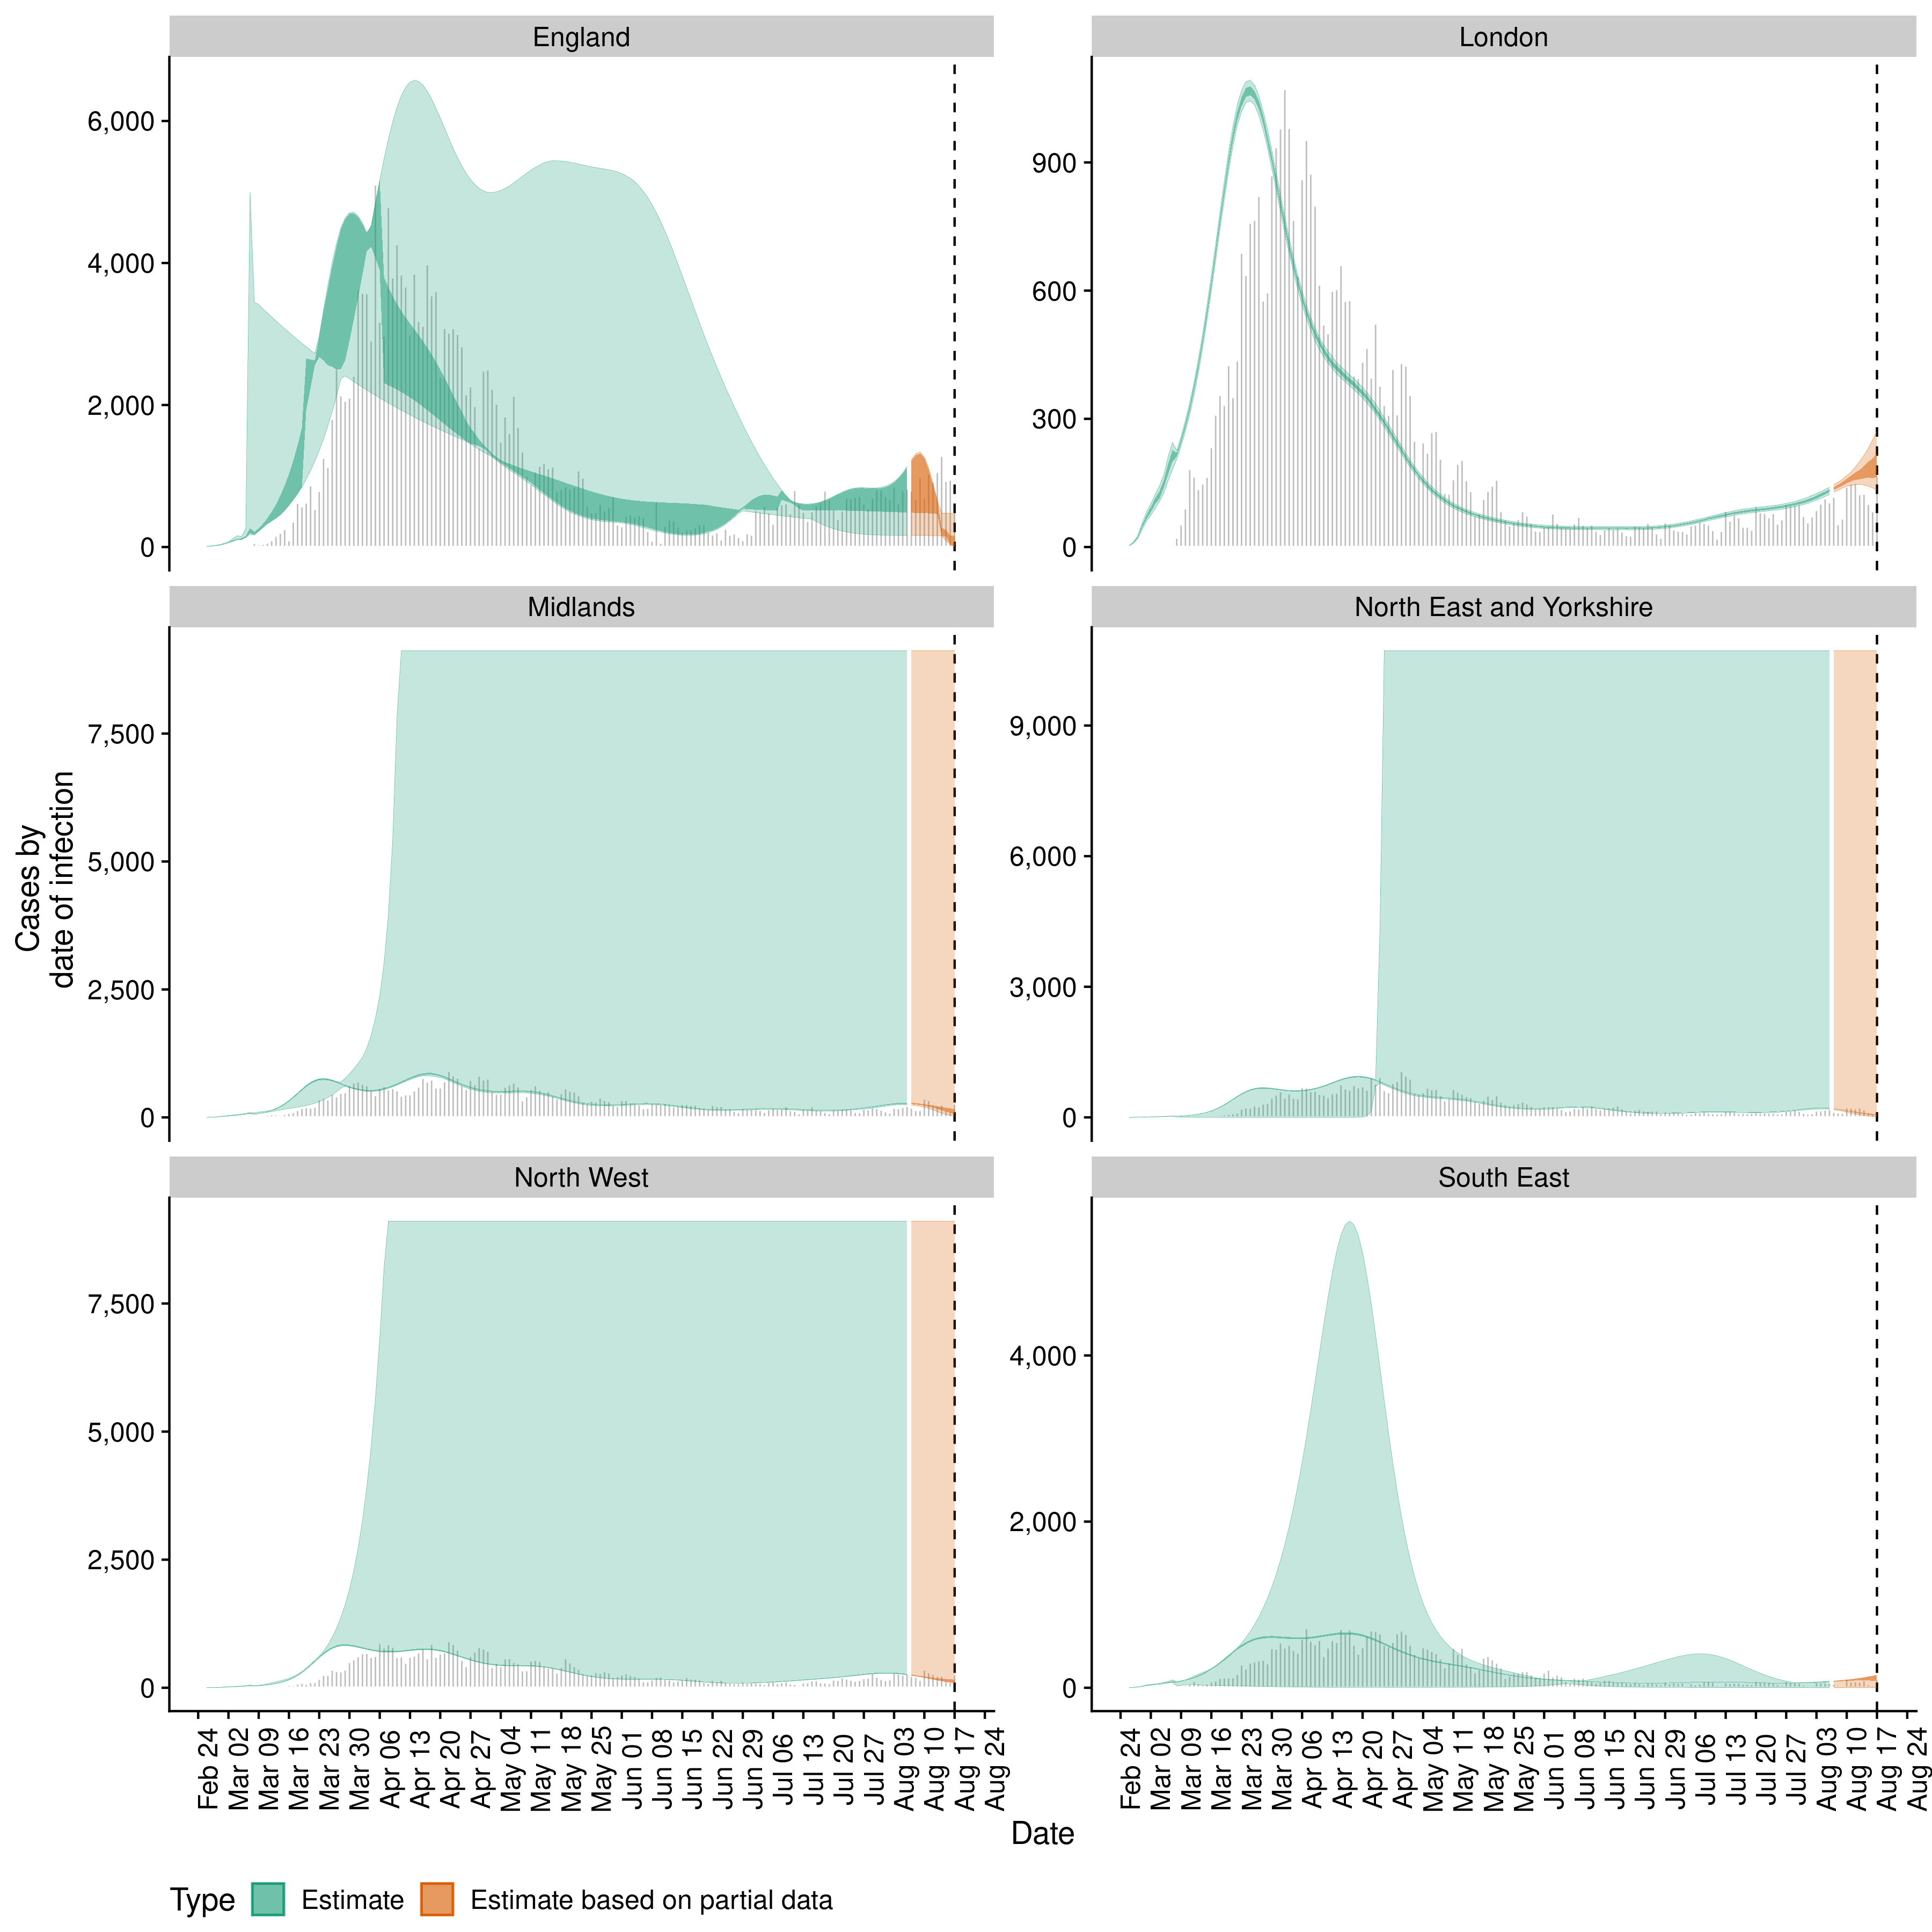 England
London
6,000
4,000
2,000
0
900
600
300
0
Midlands
North East and Yorkshire
7,500
5,000
2,500
0
9,000
6,000
3,000
0
Cases by
date of infection
North West
South East
7,500
5,000
2,500
0
4,000
2,000
0
Feb 24
Mar 02
Mar 09
Mar 16
Mar 23
Mar 30
Apr 06
Apr 13
Apr 20
Apr 27
May 04
May 11
May 18
May 25
Jun 01
Jun 08
Jun 15
Jun 22
Jun 29
Jul 06
Jul 13
Jul 20
Jul 27
Aug 03
Aug 10
Aug 17
Aug 24
Feb 24
Mar 02
Mar 09
Mar 16
Mar 23
Mar 30
Apr 06
Apr 13
Apr 20
Apr 27
May 04
May 11
May 18
May 25
Jun 01
Jun 08
Jun 15
Jun 22
Jun 29
Jul 06
Jul 13
Jul 20
Jul 27
Aug 03
Aug 10
Aug 17
Aug 24
Date
Type Estimate Estimate based on partial data